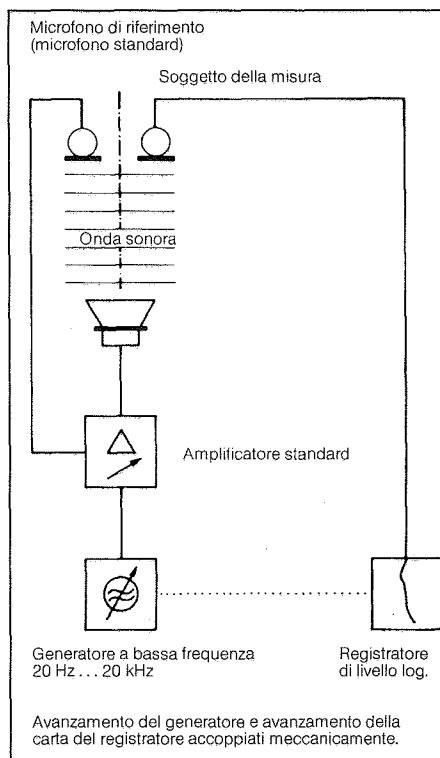 Microfono di riferimento
(microfono standard)
Soggetto della misura
Onda sonora
Amplificatore standard
Generatore a bassa frequenza
20 Hz ... 20 kHz
Registratore
di livello log.
Avanzamento del generatore e avanzamento della
carta del registratore accoppiati meccanicamente.